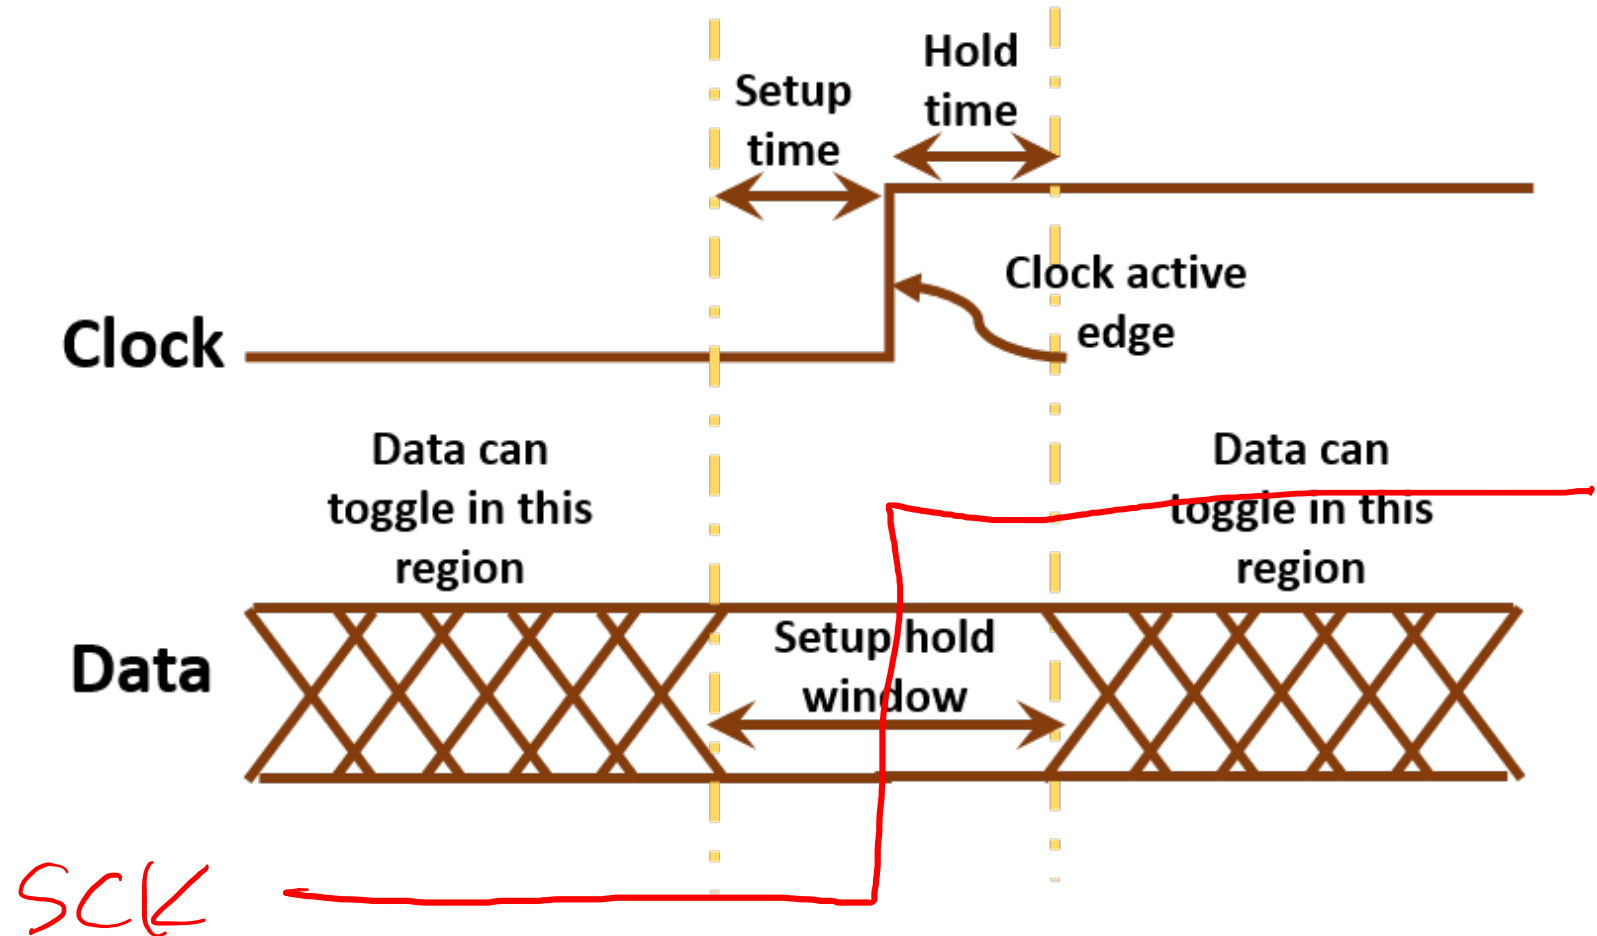 Hold
time
Setup
time
Clock active
edge
Clock
Data can
toggle in this
region
Data can
toggle in this
region
Data
Setup hold
window
SCK